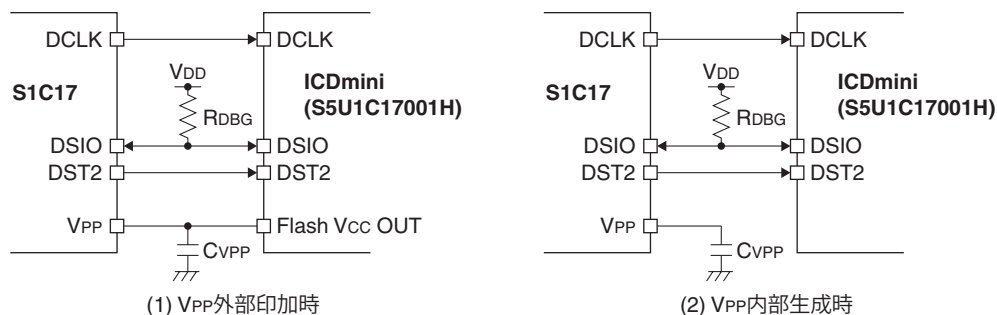 DCLK
DCLK
VDD
S1C17
ICDmini
(S5U1C17001H)
RDBG
DSIO
DSIO
DST2
DST2
VPP
Flash VCC OUT
CVPP
(1) VPP外部印加時
DCLK
DCLK
VDD
S1C17
ICDmini
(S5U1C17001H)
RDBG
DSIO
DSIO
DST2
DST2
VPP
CVPP
(2) VPP内部生成時